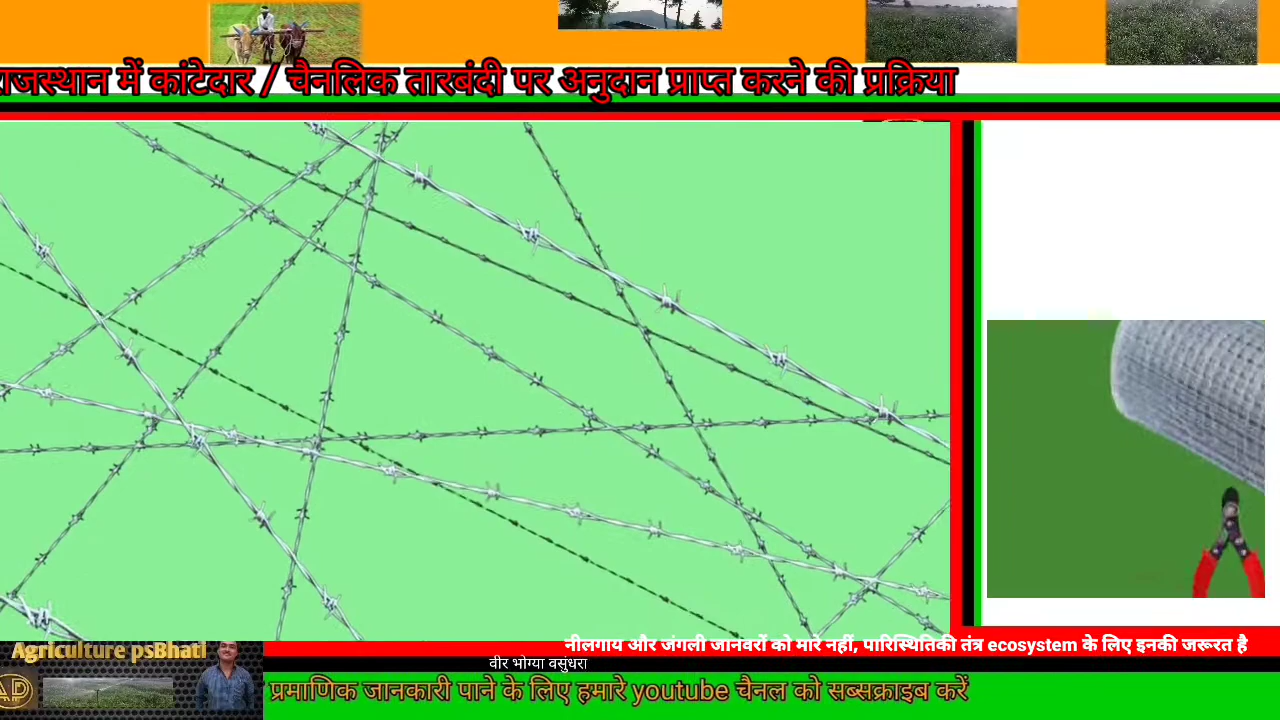 राजस्थान में कांटेदार / चैनलिक तारबंदी पर अनुदान प्राप्त करने की प्रक्रिया
नीलगाय और जंगली जानवरों को मारे नहीं, पारिस्थितिकी तंत्र ecosystem के लिए इनकी जरूरत है
Agriculture psBhati
वीर भोग्या वसुंधरा
AD
प्रमाणिक जानकारी पाने के लिए हमारे youtube चैनल को सब्सक्राइब करें